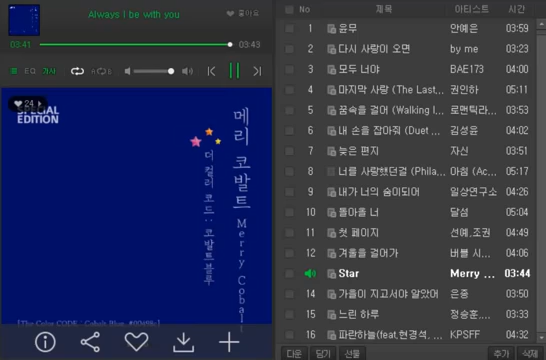 Always I be with you
좋아요
03:41
03:43
EQ 가사
24
SPECIAL
EDITION
메리 코발트 Merry Cobal
더 컬러 코드 : 코발트블루
No 제목 아티스트 시간
1 윤무 안예은 03:59
2 다시 사랑이 오면 by me 03:23
3 모두 너야 BAE173 04:00
4 마지막 사랑 (The Last... 권인하 05:11
5 꿈속을 걸어 (Walking I... 로맨틱라... 03:53
6 내 손을 잡아줘 (Duet ... 김성윤 04:02
7 늦은 편지 자신 03:51
8 너를 사랑했던걸 (Phila... 아침 (Ac... 05:17
9 내가 너의 숨이되어 일상연구소 04:26
10 돌아올 너 달섬 05:04
11 첫 페이지 선예,조권 04:49
12 겨울을 걸어가 버블 시... 04:06
Star Merry ... 03:44
14 가을이 지고서야 알았어 은종 03:50
15 느린 하루 정승훈,... 03:33
16 파란하늘(feat,현경석, ... KPSFF 04:32
다운 담기 선물 추가 삭제